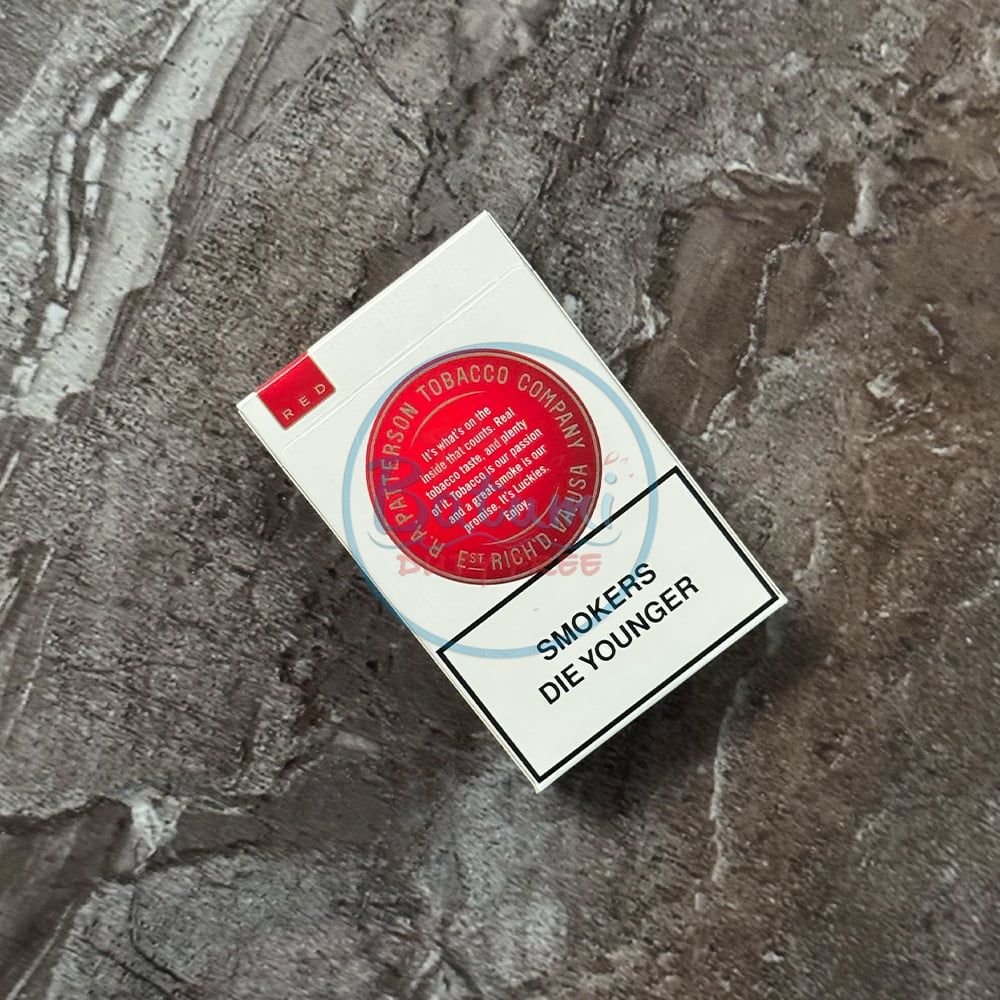 RED
R.A. PATTERSON TOBACCO COMPANY
It's what's on the
inside that counts. Real
tobacco taste, and plenty
of it. Tobacco is our passion
and a great smoke is our
promise. It's Luckies.
Enjoy.
EST RICH'D. VA. USA
SMOKERS
DIE YOUNGER